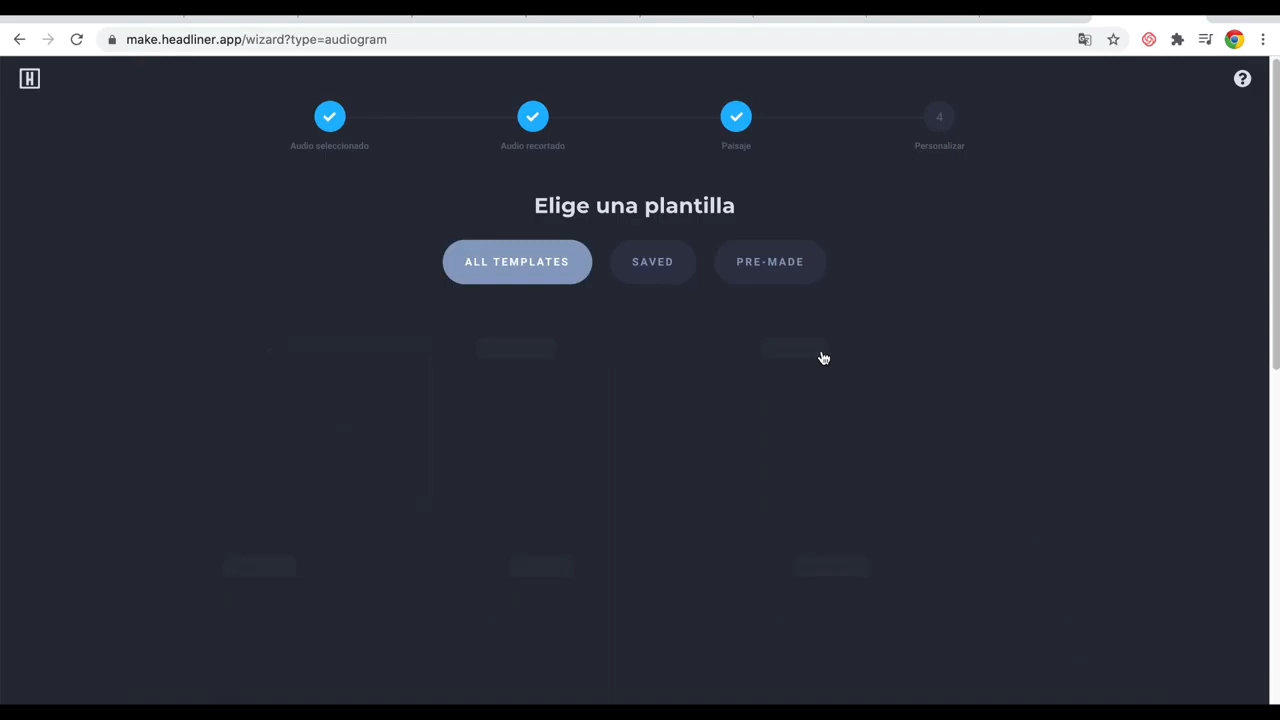 make.headliner.app/wizard?type=audiogram
H
?
4
Audio seleccionado
Audio recortado
Paisaje
Personalizar
Elige una plantilla
ALL TEMPLATES
SAVED
PRE-MADE